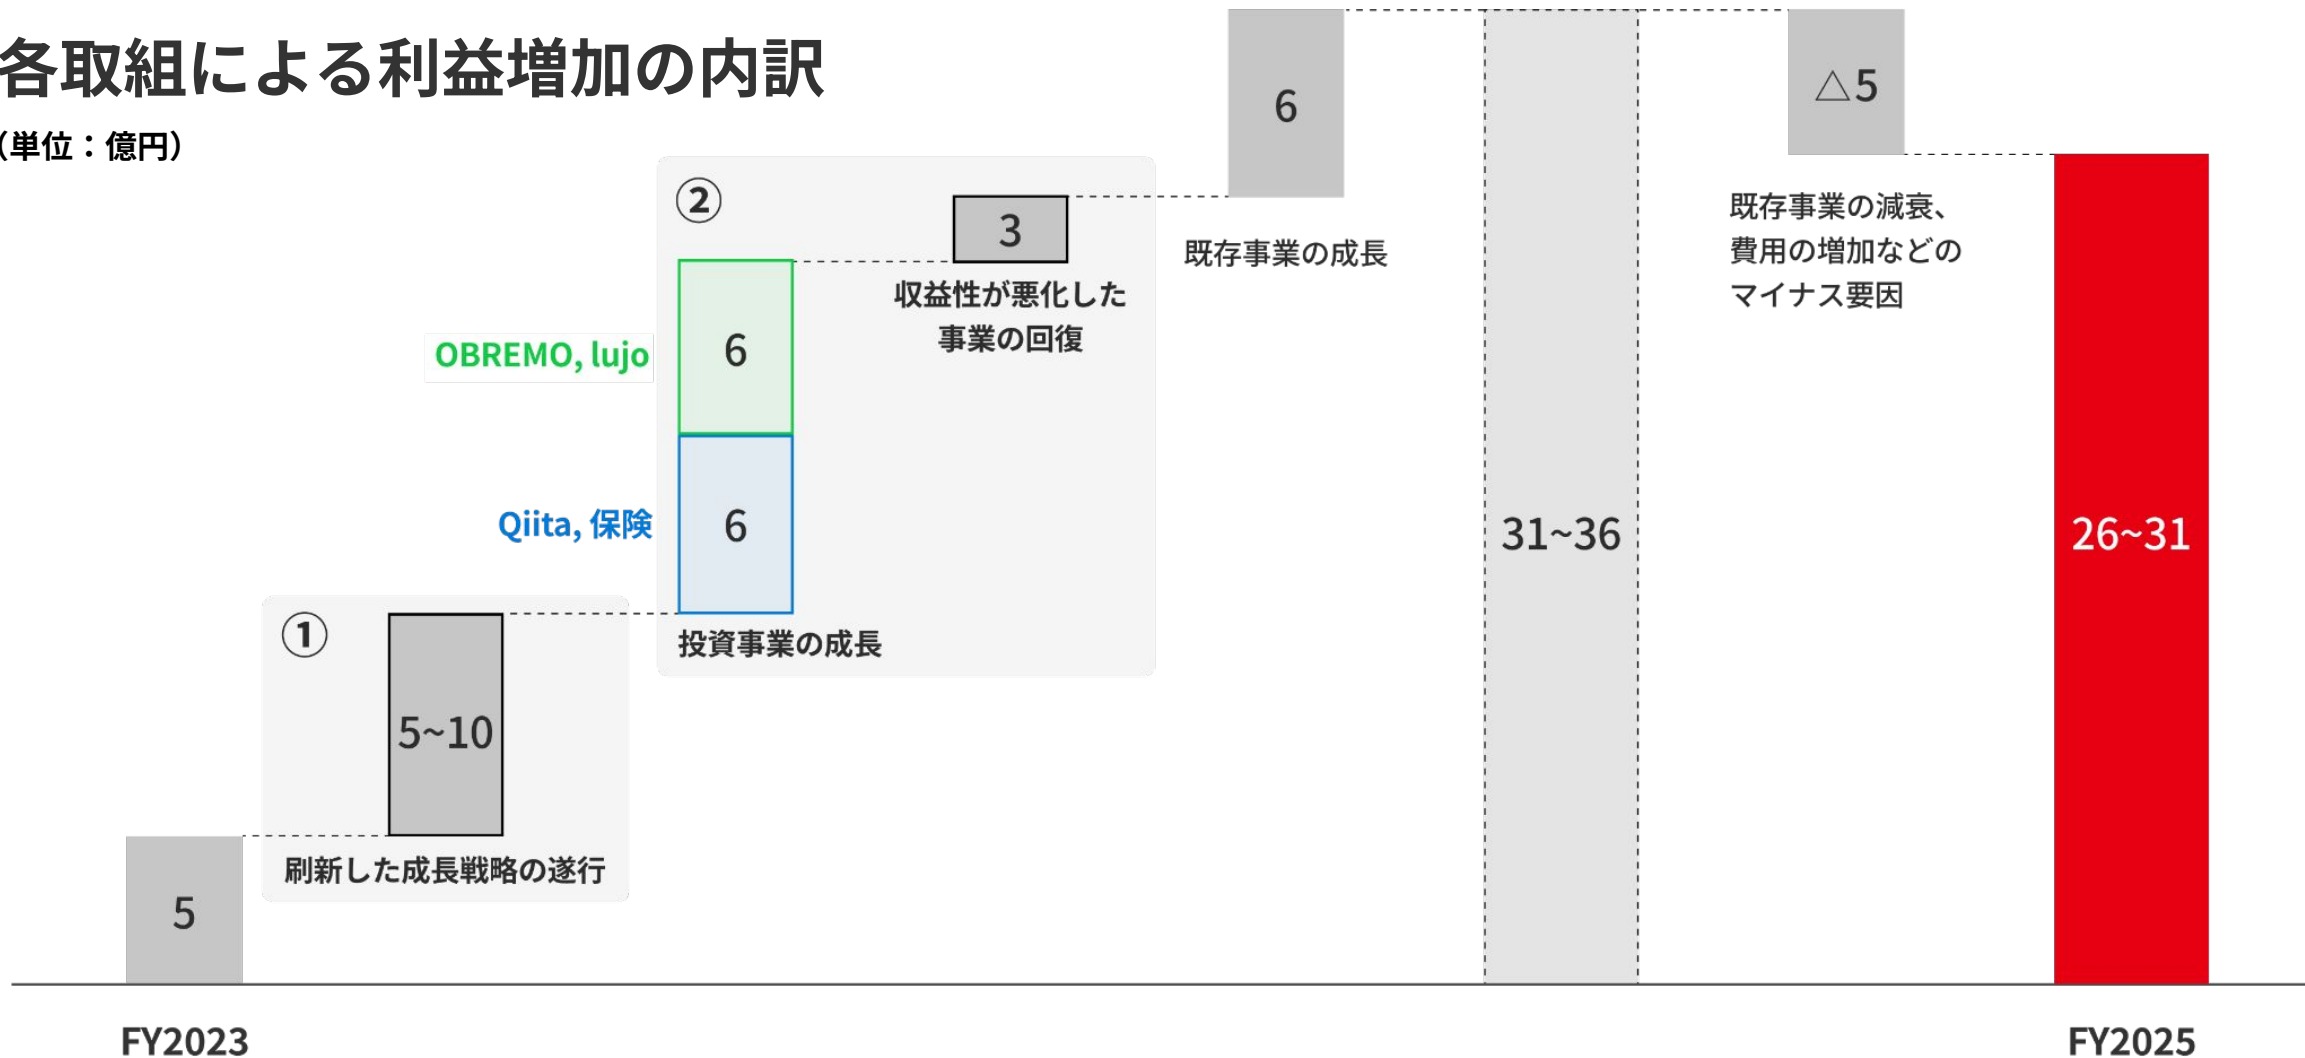 各取組による利益増加の内訳
（単位：億円）
6
△5
②
3
既存事業の成長
既存事業の減衰、
費用の増加などの
マイナス要因
収益性が悪化した
事業の回復
OBREMO, lujo
6
Qiita, 保険
6
31~36
26~31
投資事業の成長
①
5~10
刷新した成長戦略の遂行
5
FY2023
FY2025